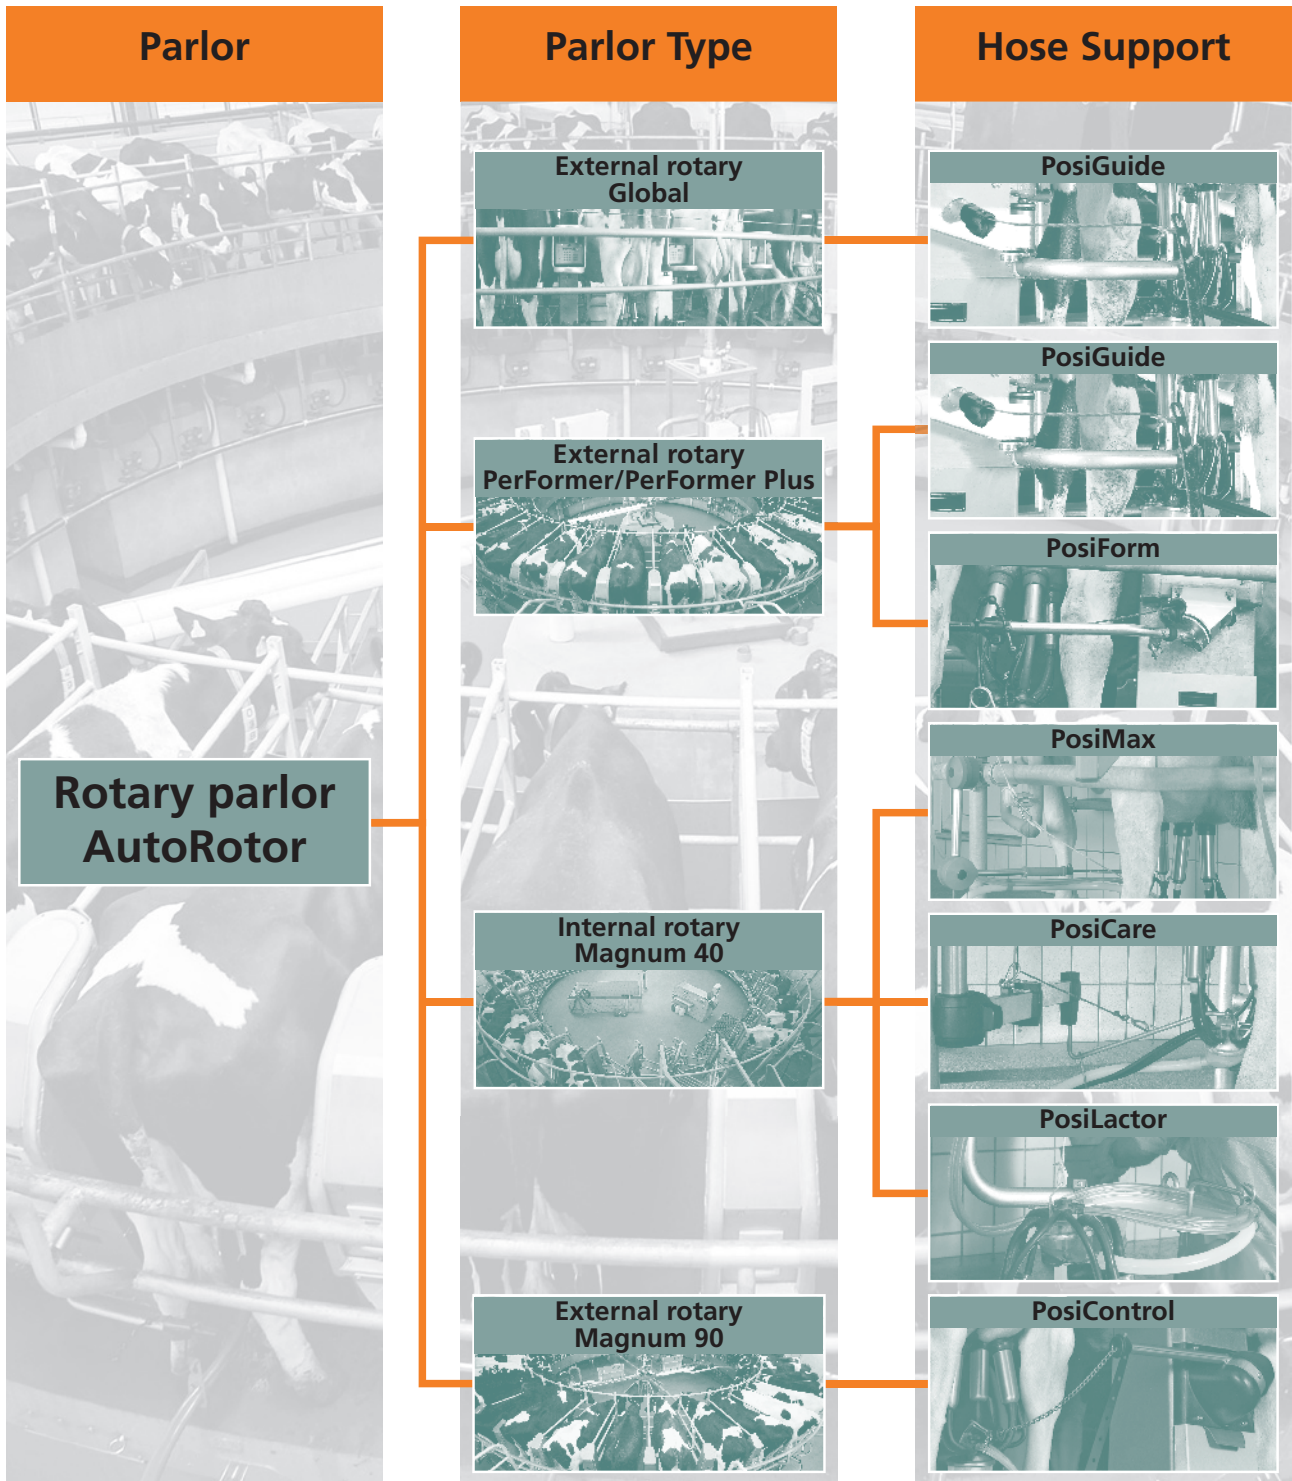 Parlor
Parlor Type
Hose Support
External rotary
Global
PosiGuide
PosiGuide
External rotary
PerFormer/PerFormer Plus
PosiForm
PosiMax
Rotary parlor
AutoRotor
Internal rotary
Magnum 40
PosiCare
PosiLactor
External rotary
Magnum 90
PosiControl